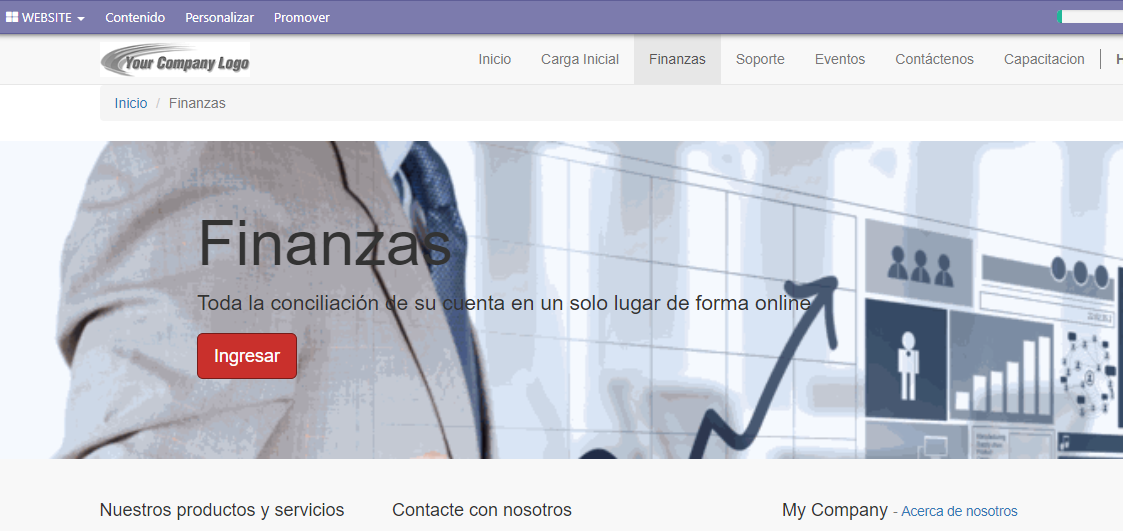 WEBSITE Contenido Personalizar Promover
Your Company Logo
Inicio Carga Inicial Finanzas Soporte Eventos Contáctenos Capacitacion
Inicio / Finanzas
Finanzas
Toda la conciliación de su cuenta en un solo lugar de forma online
Ingresar
Nuestros productos y servicios Contacte con nosotros My Company - Acerca de nosotros